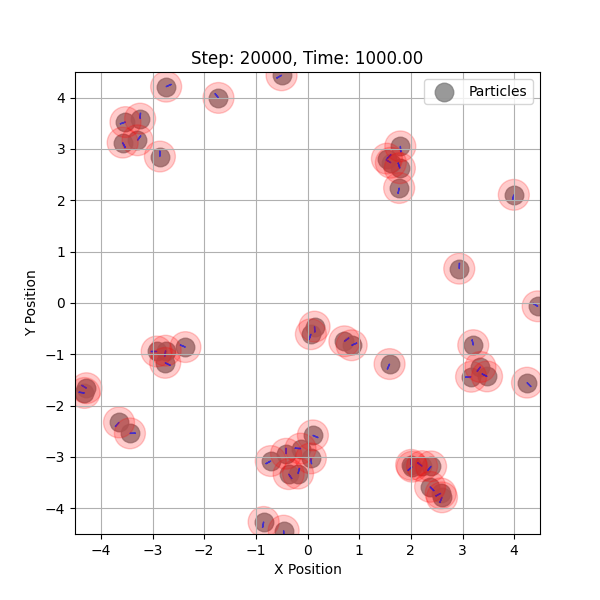 Step: 20000, Time: 1000.00
Particles
Y Position
4
3
2
1
0
−1
−2
−3
−4
−4 −3 −2 −1 0 1 2 3 4
X Position